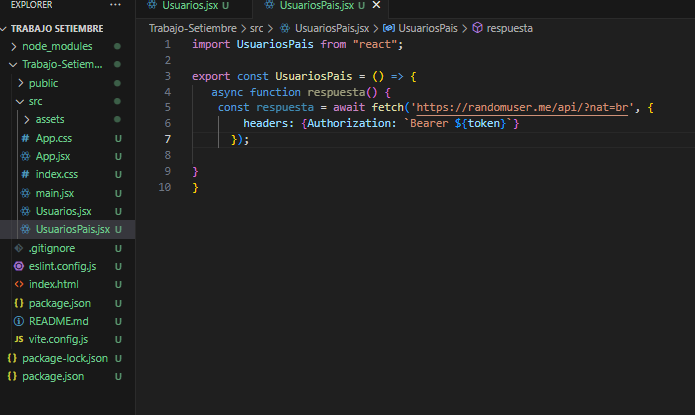 EXPLORER ...
Usuarios.jsx U
UsuariosPais.jsx U
TRABAJO SETIEMBRE
node_modules
Trabajo-Setiem...
public
src
assets
App.css U
App.jsx U
index.css U
main.jsx U
Usuarios.jsx U
UsuariosPais.jsx U
.gitignore U
eslint.config.js U
index.html U
package.json U
README.md U
vite.config.js U
package-lock.json U
package.json U
Trabajo-Setiembre > src > UsuariosPais.jsx > UsuariosPais > respuesta
1 import UsuariosPais from "react";
2
3 export const UsuariosPais = () => {
4 async function respuesta() {
5 const respuesta = await fetch('https://randomuser.me/api/?nat=br', {
6 headers: {Authorization: `Bearer ${token}`}
7 });
8
9 }
10 }